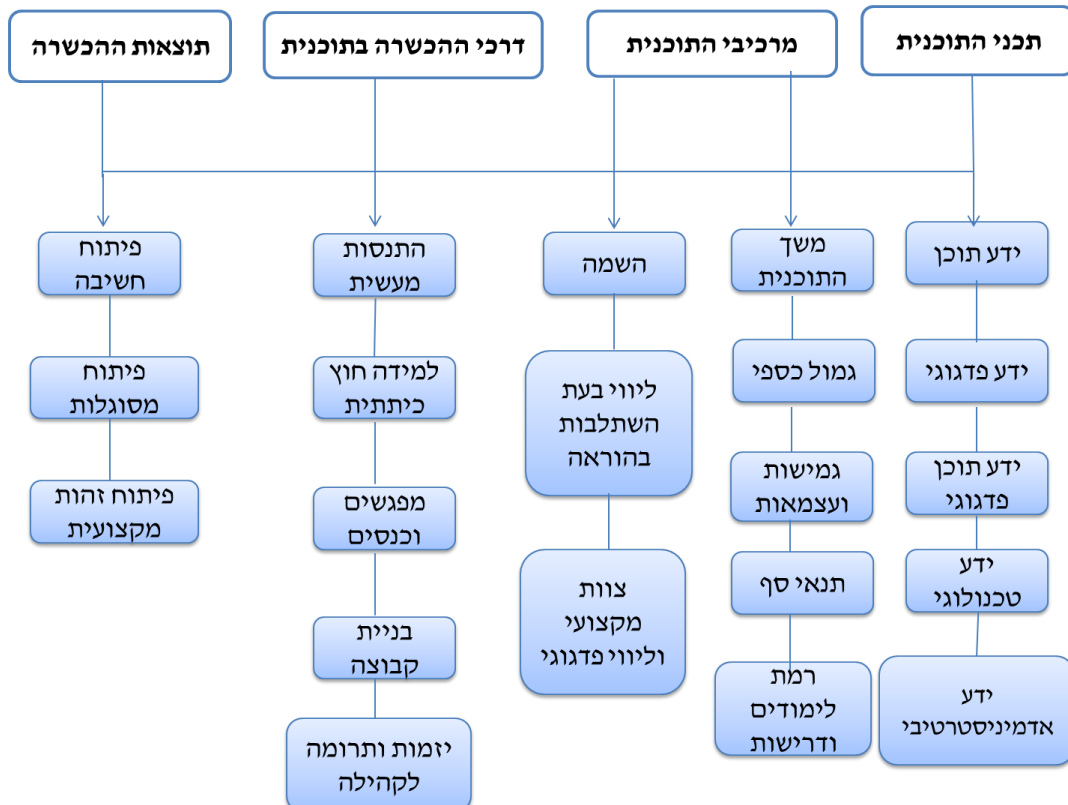 תכני התוכנית
מרכיבי התוכנית
דרכי ההכשרה בתוכנית
תוצאות ההכשרה
ידע תוכן
ידע פדגוגי
ידע תוכן
פדגוגי
ידע
טכנולוגי
ידע
אדמיניסטרטיבי
משך
התוכנית
גמול כספי
גמישות
ועצמאות
תנאי סף
רמת
לימודים
ודרישות
השמה
ליווי בעת
השתלבות
בהוראה
צוות
מקצועי
וליווי פדגוגי
התנסות
מעשית
למידה חוץ
כיתתית
מפגשים
וכנסים
בניית
קבוצה
יזמות ותרומה
לקהילה
פיתוח
חשיבה
פיתוח
מסוגלות
פיתוח זהות
מקצועית